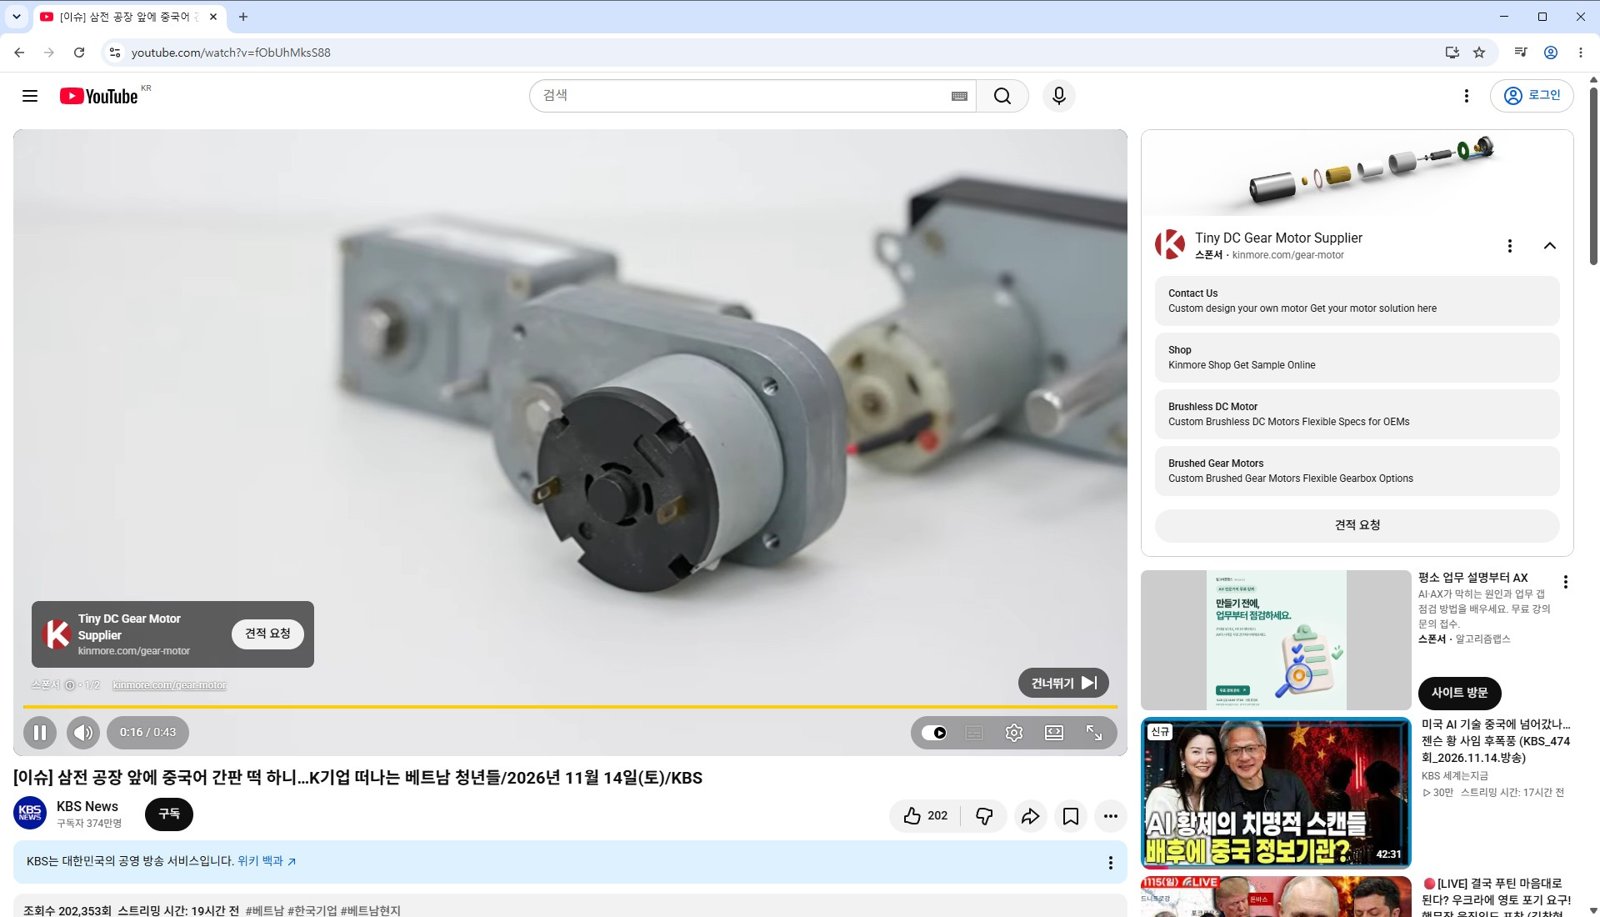 [이슈] 삼전 공장 앞에 중국어 간
youtube.com/watch?v=fObUhMksS88
YouTube KR
검색
로그인
Tiny DC Gear Motor
Supplier
kinmore.com/gear-motor
견적 요청
스폰서 · 1/2 kinmore.com/gear-motor
건너뛰기
0:16 / 0:43
[이슈] 삼전 공장 앞에 중국어 간판 떡 하니...K기업 떠나는 베트남 청년들/2026년 11월 14일(토)/KBS
KBS NEWS
KBS News
구독자 374만명
구독
202
KBS는 대한민국의 공영 방송 서비스입니다. 위키 백과
조회수 202,353회 스트리밍 시간: 19시간 전 #베트남 #한국기업 #베트남현지
Tiny DC Gear Motor Supplier
스폰서 · kinmore.com/gear-motor
Contact Us
Custom design your own motor Get your motor solution here
Shop
Kinmore Shop Get Sample Online
Brushless DC Motor
Custom Brushless DC Motors Flexible Specs for OEMs
Brushed Gear Motors
Custom Brushed Gear Motors Flexible Gearbox Options
견적 요청
만들기 전에,
업무부터 점검하세요.
평소 업무 설명부터 AX
AI·AX가 막히는 원인과 업무 갭
점검 방법을 배우세요. 무료 강의
문의 접수.
스폰서 · 알고리즘랩스
사이트 방문
신규
AI 황제의 치명적 스캔들
배후에 중국 정보기관?
42:31
미국 AI 기술 중국에 넘어갔나...
젠슨 황 사임 후폭풍 (KBS_474
회_2026.11.14.방송)
KBS 세계는지금
30만 스트리밍 시간: 17시간 전
1115(일) LIVE
돈바스
[LIVE] 결국 푸틴 마음대로
된다? 우크라에 영토 포기 요구!